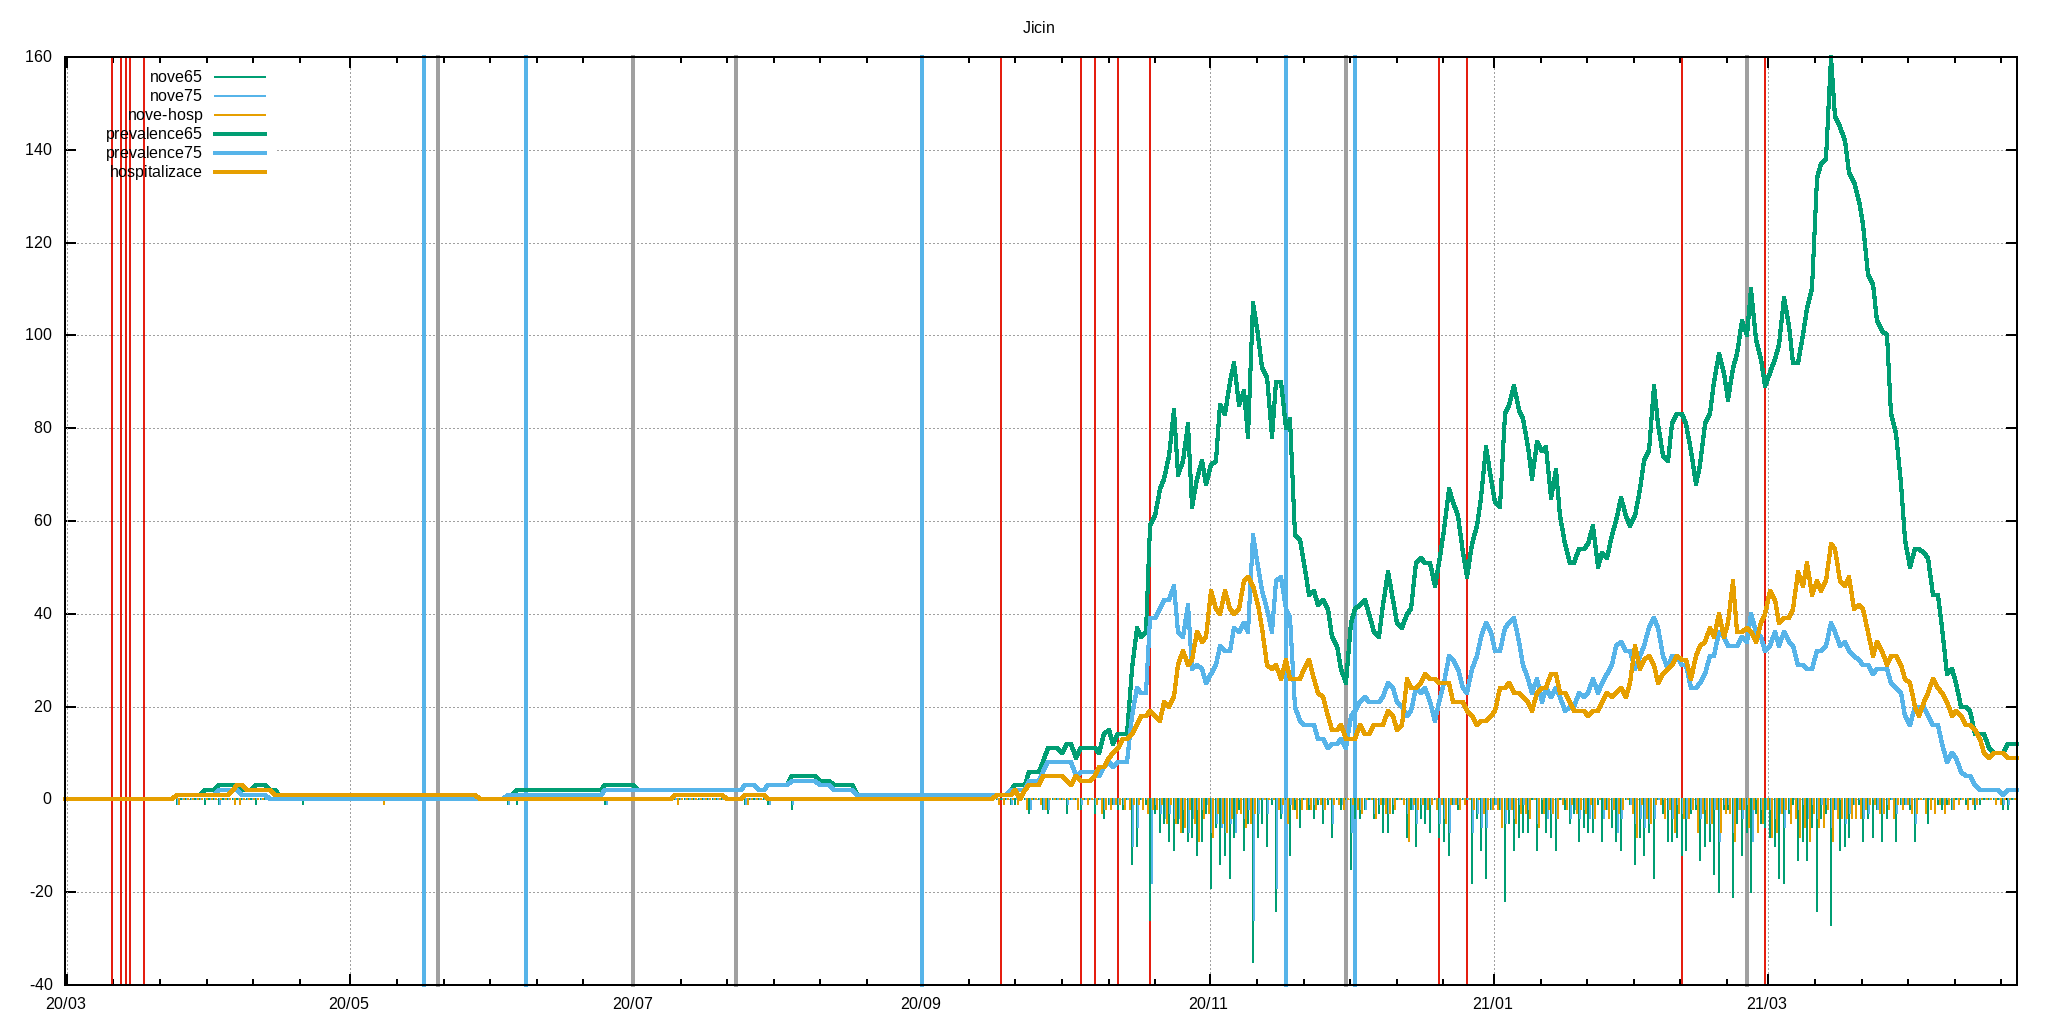 Jicin
160
140
120
100
80
60
40
20
0
-20
-40
nove65
nove75
nove-hosp
prevalence65
prevalence75
hospitalizace
20/03 20/05 20/07 20/09 20/11 21/01 21/03